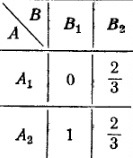 A B B₁ B₂
A₁ 0 2/3
A₂ 1 2/3